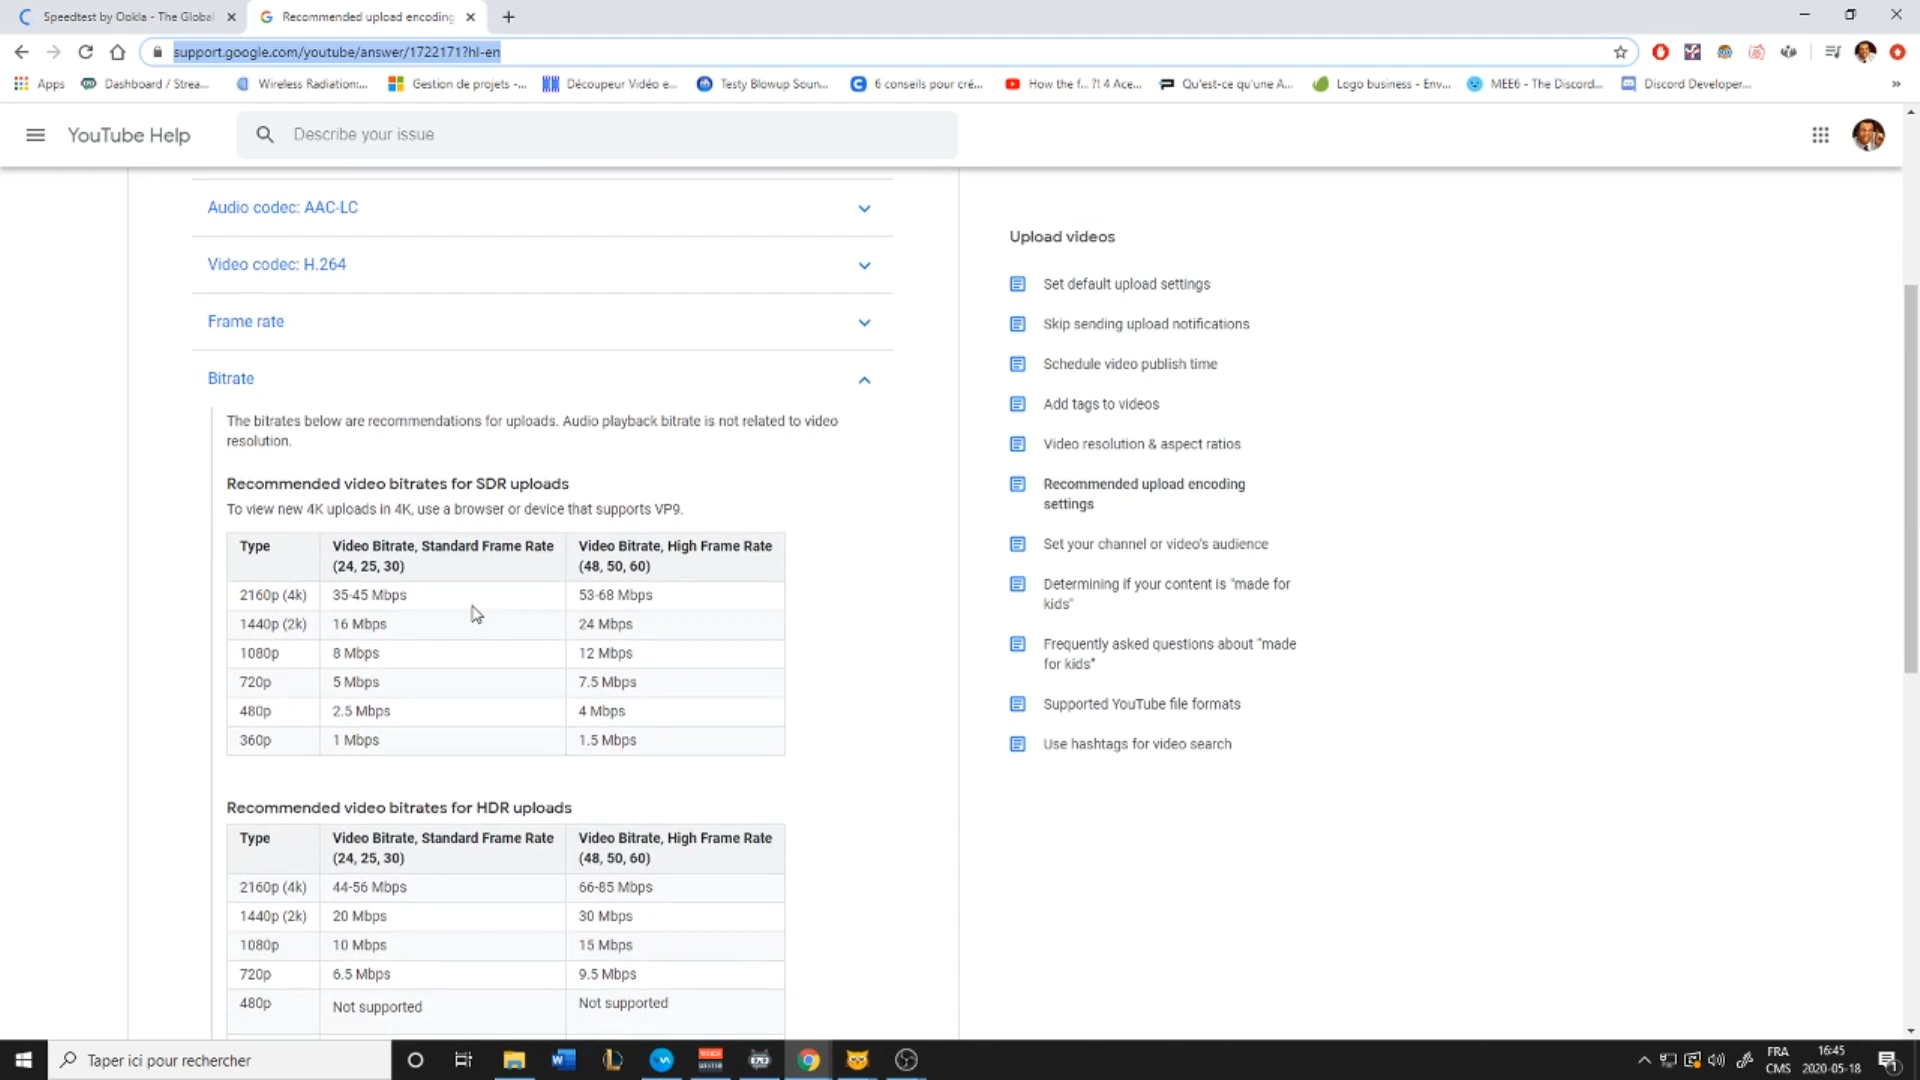 Speedtest by Ookla - The Global
Recommended upload encoding
support.google.com/youtube/answer/1722171?hl=en
Apps
Dashboard / Strea...
Wireless Radiation:...
Gestion de projets -...
Découpeur Vidéo e...
Testy Blowup Soun...
6 conseils pour cré...
How the f... ?! 4 Ace...
Qu'est-ce qu'une A...
Logo business - Env...
MEE6 - The Discord...
Discord Developer...
»
YouTube Help
Describe your issue
Audio codec: AAC-LC
Video codec: H.264
Frame rate
Bitrate
The bitrates below are recommendations for uploads. Audio playback bitrate is not related to video
resolution.
Recommended video bitrates for SDR uploads
To view new 4K uploads in 4K, use a browser or device that supports VP9.
Type Video Bitrate, Standard Frame Rate (24, 25, 30) Video Bitrate, High Frame Rate (48, 50, 60)
2160p (4k) 35-45 Mbps 53-68 Mbps
1440p (2k) 16 Mbps 24 Mbps
1080p 8 Mbps 12 Mbps
720p 5 Mbps 7.5 Mbps
480p 2.5 Mbps 4 Mbps
360p 1 Mbps 1.5 Mbps
Recommended video bitrates for HDR uploads
Type Video Bitrate, Standard Frame Rate (24, 25, 30) Video Bitrate, High Frame Rate (48, 50, 60)
2160p (4k) 44-56 Mbps 66-85 Mbps
1440p (2k) 20 Mbps 30 Mbps
1080p 10 Mbps 15 Mbps
720p 6.5 Mbps 9.5 Mbps
480p Not supported Not supported
Upload videos
Set default upload settings
Skip sending upload notifications
Schedule video publish time
Add tags to videos
Video resolution & aspect ratios
Recommended upload encoding
settings
Set your channel or video's audience
Determining if your content is "made for
kids"
Frequently asked questions about "made
for kids"
Supported YouTube file formats
Use hashtags for video search
Taper ici pour rechercher
FRA
CMS
16:45
2020-05-18